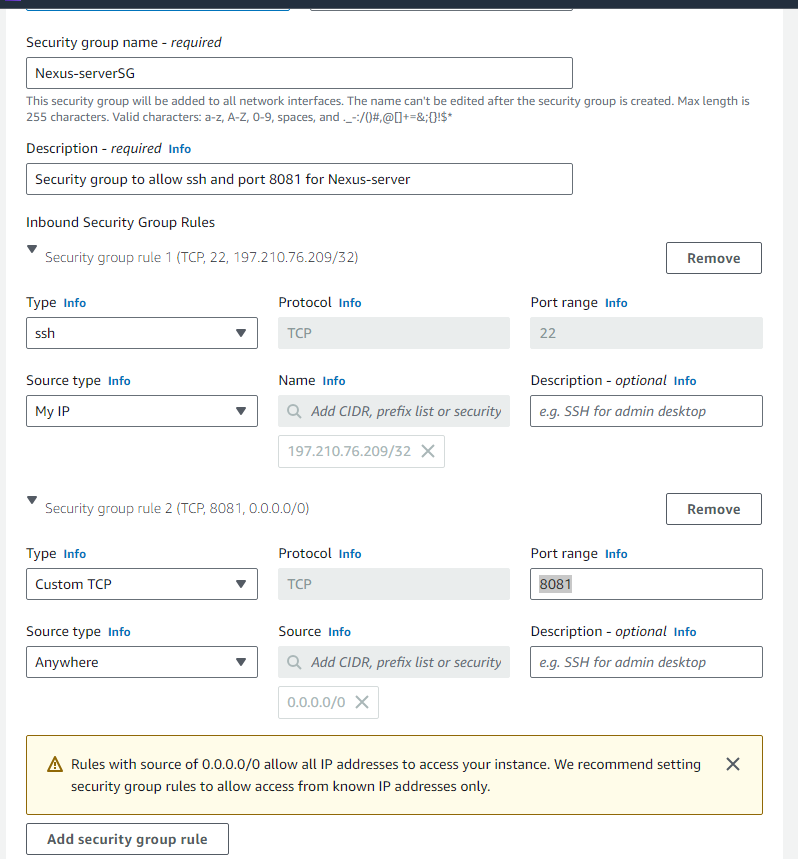 Security group name - required
Nexus-serverSG
This security group will be added to all network interfaces. The name can't be edited after the security group is created. Max length is
255 characters. Valid characters: a-z, A-Z, 0-9, spaces, and ._-:/()#,@[]+=&;{}!$*
Description - required Info
Security group to allow ssh and port 8081 for Nexus-server
Inbound Security Group Rules
Security group rule 1 (TCP, 22, 197.210.76.209/32)
Remove
Type Info
Protocol Info
Port range Info
ssh
TCP
22
Source type Info
Name Info
Description - optional Info
My IP
Add CIDR, prefix list or security
e.g. SSH for admin desktop
197.210.76.209/32
Security group rule 2 (TCP, 8081, 0.0.0.0/0)
Remove
Type Info
Protocol Info
Port range Info
Custom TCP
TCP
8081
Source type Info
Source Info
Description - optional Info
Anywhere
Add CIDR, prefix list or security
e.g. SSH for admin desktop
0.0.0.0/0
Rules with source of 0.0.0.0/0 allow all IP addresses to access your instance. We recommend setting
security group rules to allow access from known IP addresses only.
Add security group rule